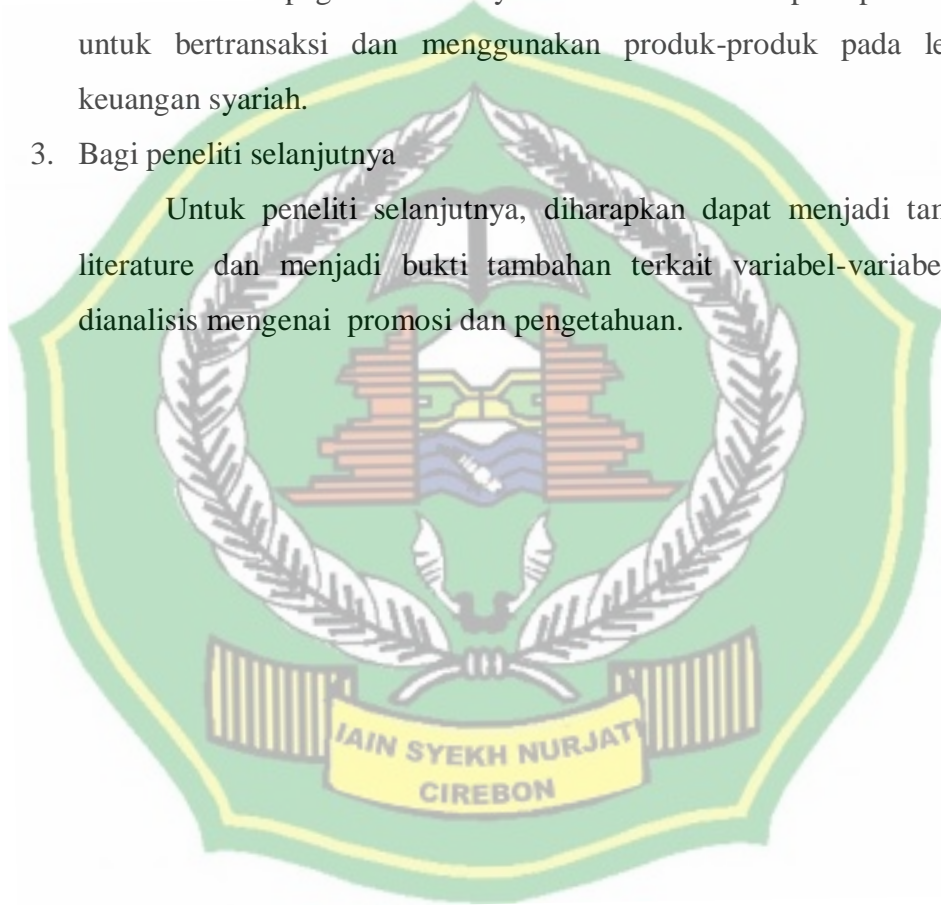 untuk bertransaksi dan menggunakan produk-produk pada
keuangan syariah.
3. Bagi peneliti selanjutnya
Untuk peneliti selanjutnya, diharapkan dapat menjadi
literature dan menjadi bukti tambahan terkait
dianalisis mengenai promosi dan pengetahuan.
IAIN SYEKH NURJATI
CIREBON